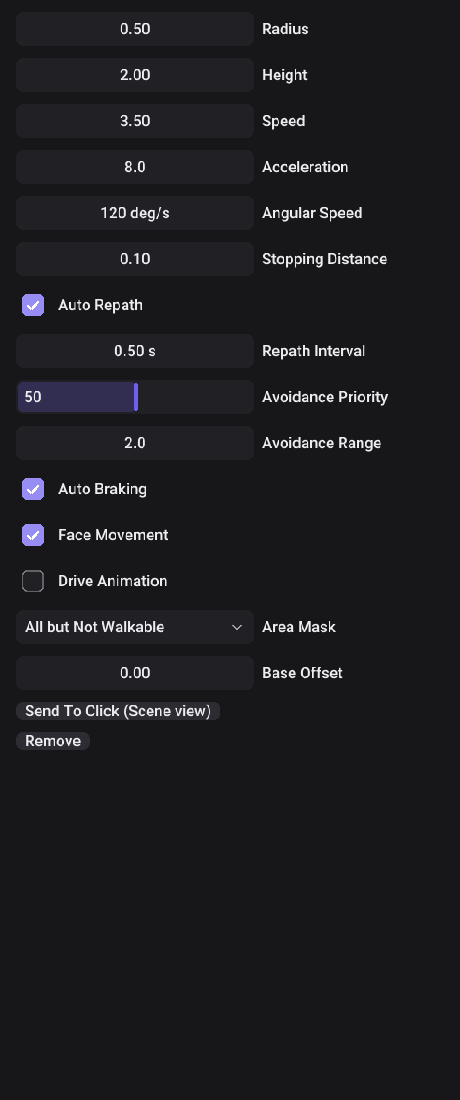 0.50 Radius
2.00 Height
3.50 Speed
8.0 Acceleration
120 deg/s Angular Speed
0.10 Stopping Distance
Auto Repath
0.50 s Repath Interval
50 Avoidance Priority
2.0 Avoidance Range
Auto Braking
Face Movement
Drive Animation
All but Not Walkable Area Mask
0.00 Base Offset
Send To Click (Scene view)
Remove